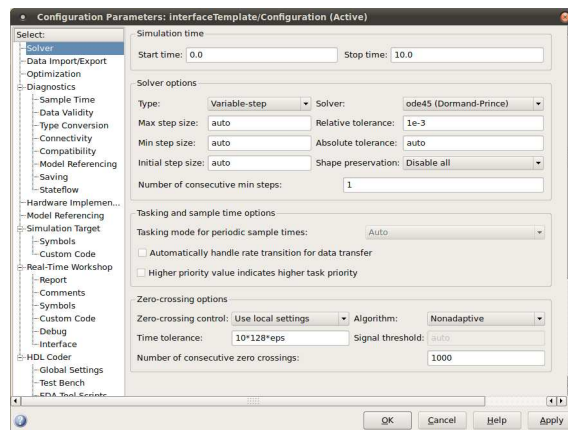 Configuration Parameters: interfaceTemplate/Configuration (Active)
Select:
Solver
Data Import/Export
Optimization
Diagnostics
Sample Time
Data Validity
Type Conversion
Connectivity
Compatibility
Model Referencing
Saving
Stateflow
Hardware Implemen...
Model Referencing
Simulation Target
Symbols
Custom Code
Real-Time Workshop
Report
Comments
Symbols
Custom Code
Debug
Interface
HDL Coder
Global Settings
Test Bench
EDA Tool Scripts
Simulation time
Start time: 0.0 Stop time: 10.0
Solver options
Type: Variable-step Solver: ode45 (Dormand-Prince)
Max step size: auto Relative tolerance: 1e-3
Min step size: auto Absolute tolerance: auto
Initial step size: auto Shape preservation: Disable all
Number of consecutive min steps: 1
Tasking and sample time options
Tasking mode for periodic sample times: Auto
Automatically handle rate transition for data transfer
Higher priority value indicates higher task priority
Zero-crossing options
Zero-crossing control: Use local settings Algorithm: Nonadaptive
Time tolerance: 10*128*eps Signal threshold: auto
Number of consecutive zero crossings: 1000
OK Cancel Help Apply